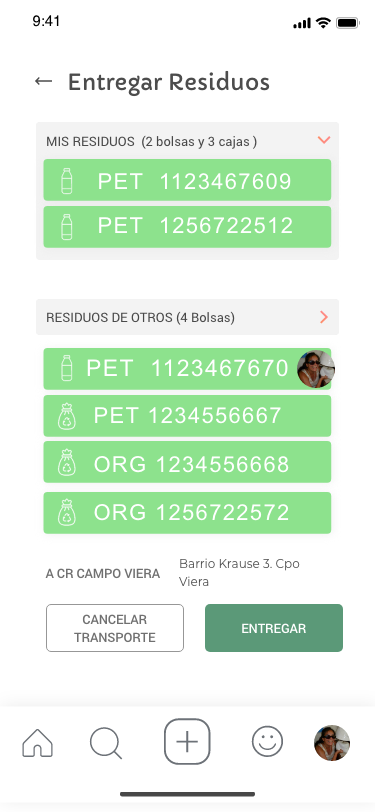 9:41
Entregar Residuos
MIS RESIDUOS (2 bolsas y 3 cajas )
PET 1123467609
PET 1256722512
RESIDUOS DE OTROS (4 Bolsas)
PET 1123467670
PET 1234556667
ORG 1234556668
ORG 1256722572
A CR CAMPO VIERA
Barrio Krause 3. Cpo
Viera
CANCELAR
TRANSPORTE
ENTREGAR